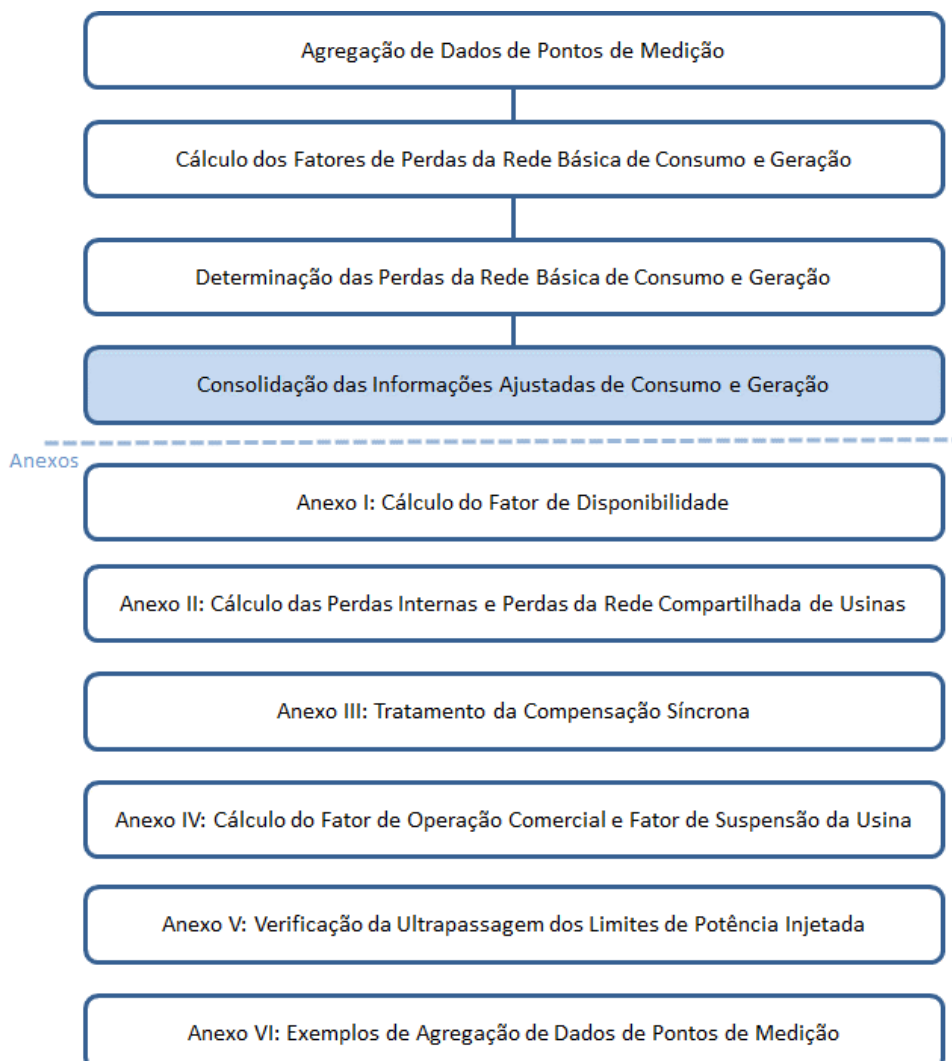 Agregação de Dados de Pontos de Medição
Cálculo dos Fatores de Perdas da Rede Básica de Consumo e Geração
Determinação das Perdas da Rede Básica de Consumo e Geração
Consolidação das Informações Ajustadas de Consumo e Geração
Anexos
Anexo I: Cálculo do Fator de Disponibilidade
Anexo II: Cálculo das Perdas Internas e Perdas da Rede Compartilhada de Usinas
Anexo III: Tratamento da Compensação Síncrona
Anexo IV: Cálculo do Fator de Operação Comercial e Fator de Suspensão da Usina
Anexo V: Verificação da Ultrapassagem dos Limites de Potência Injetada
Anexo VI: Exemplos de Agregação de Dados de Pontos de Medição